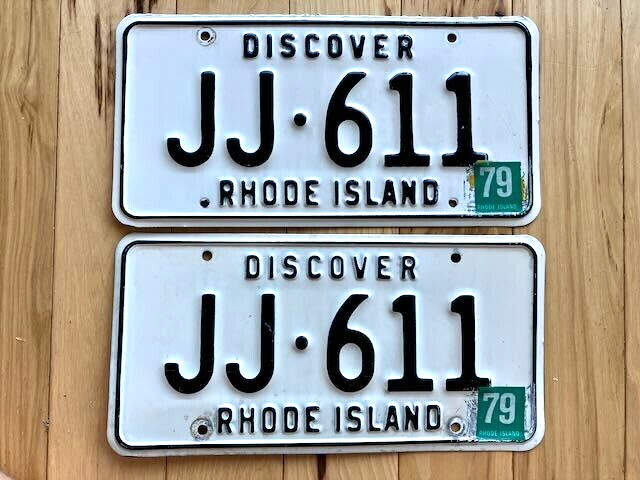 DISCOVER
JJ·611
RHODE ISLAND
79
RHODE ISLAND
DISCOVER
JJ·611
RHODE ISLAND
79
RHODE ISLAND